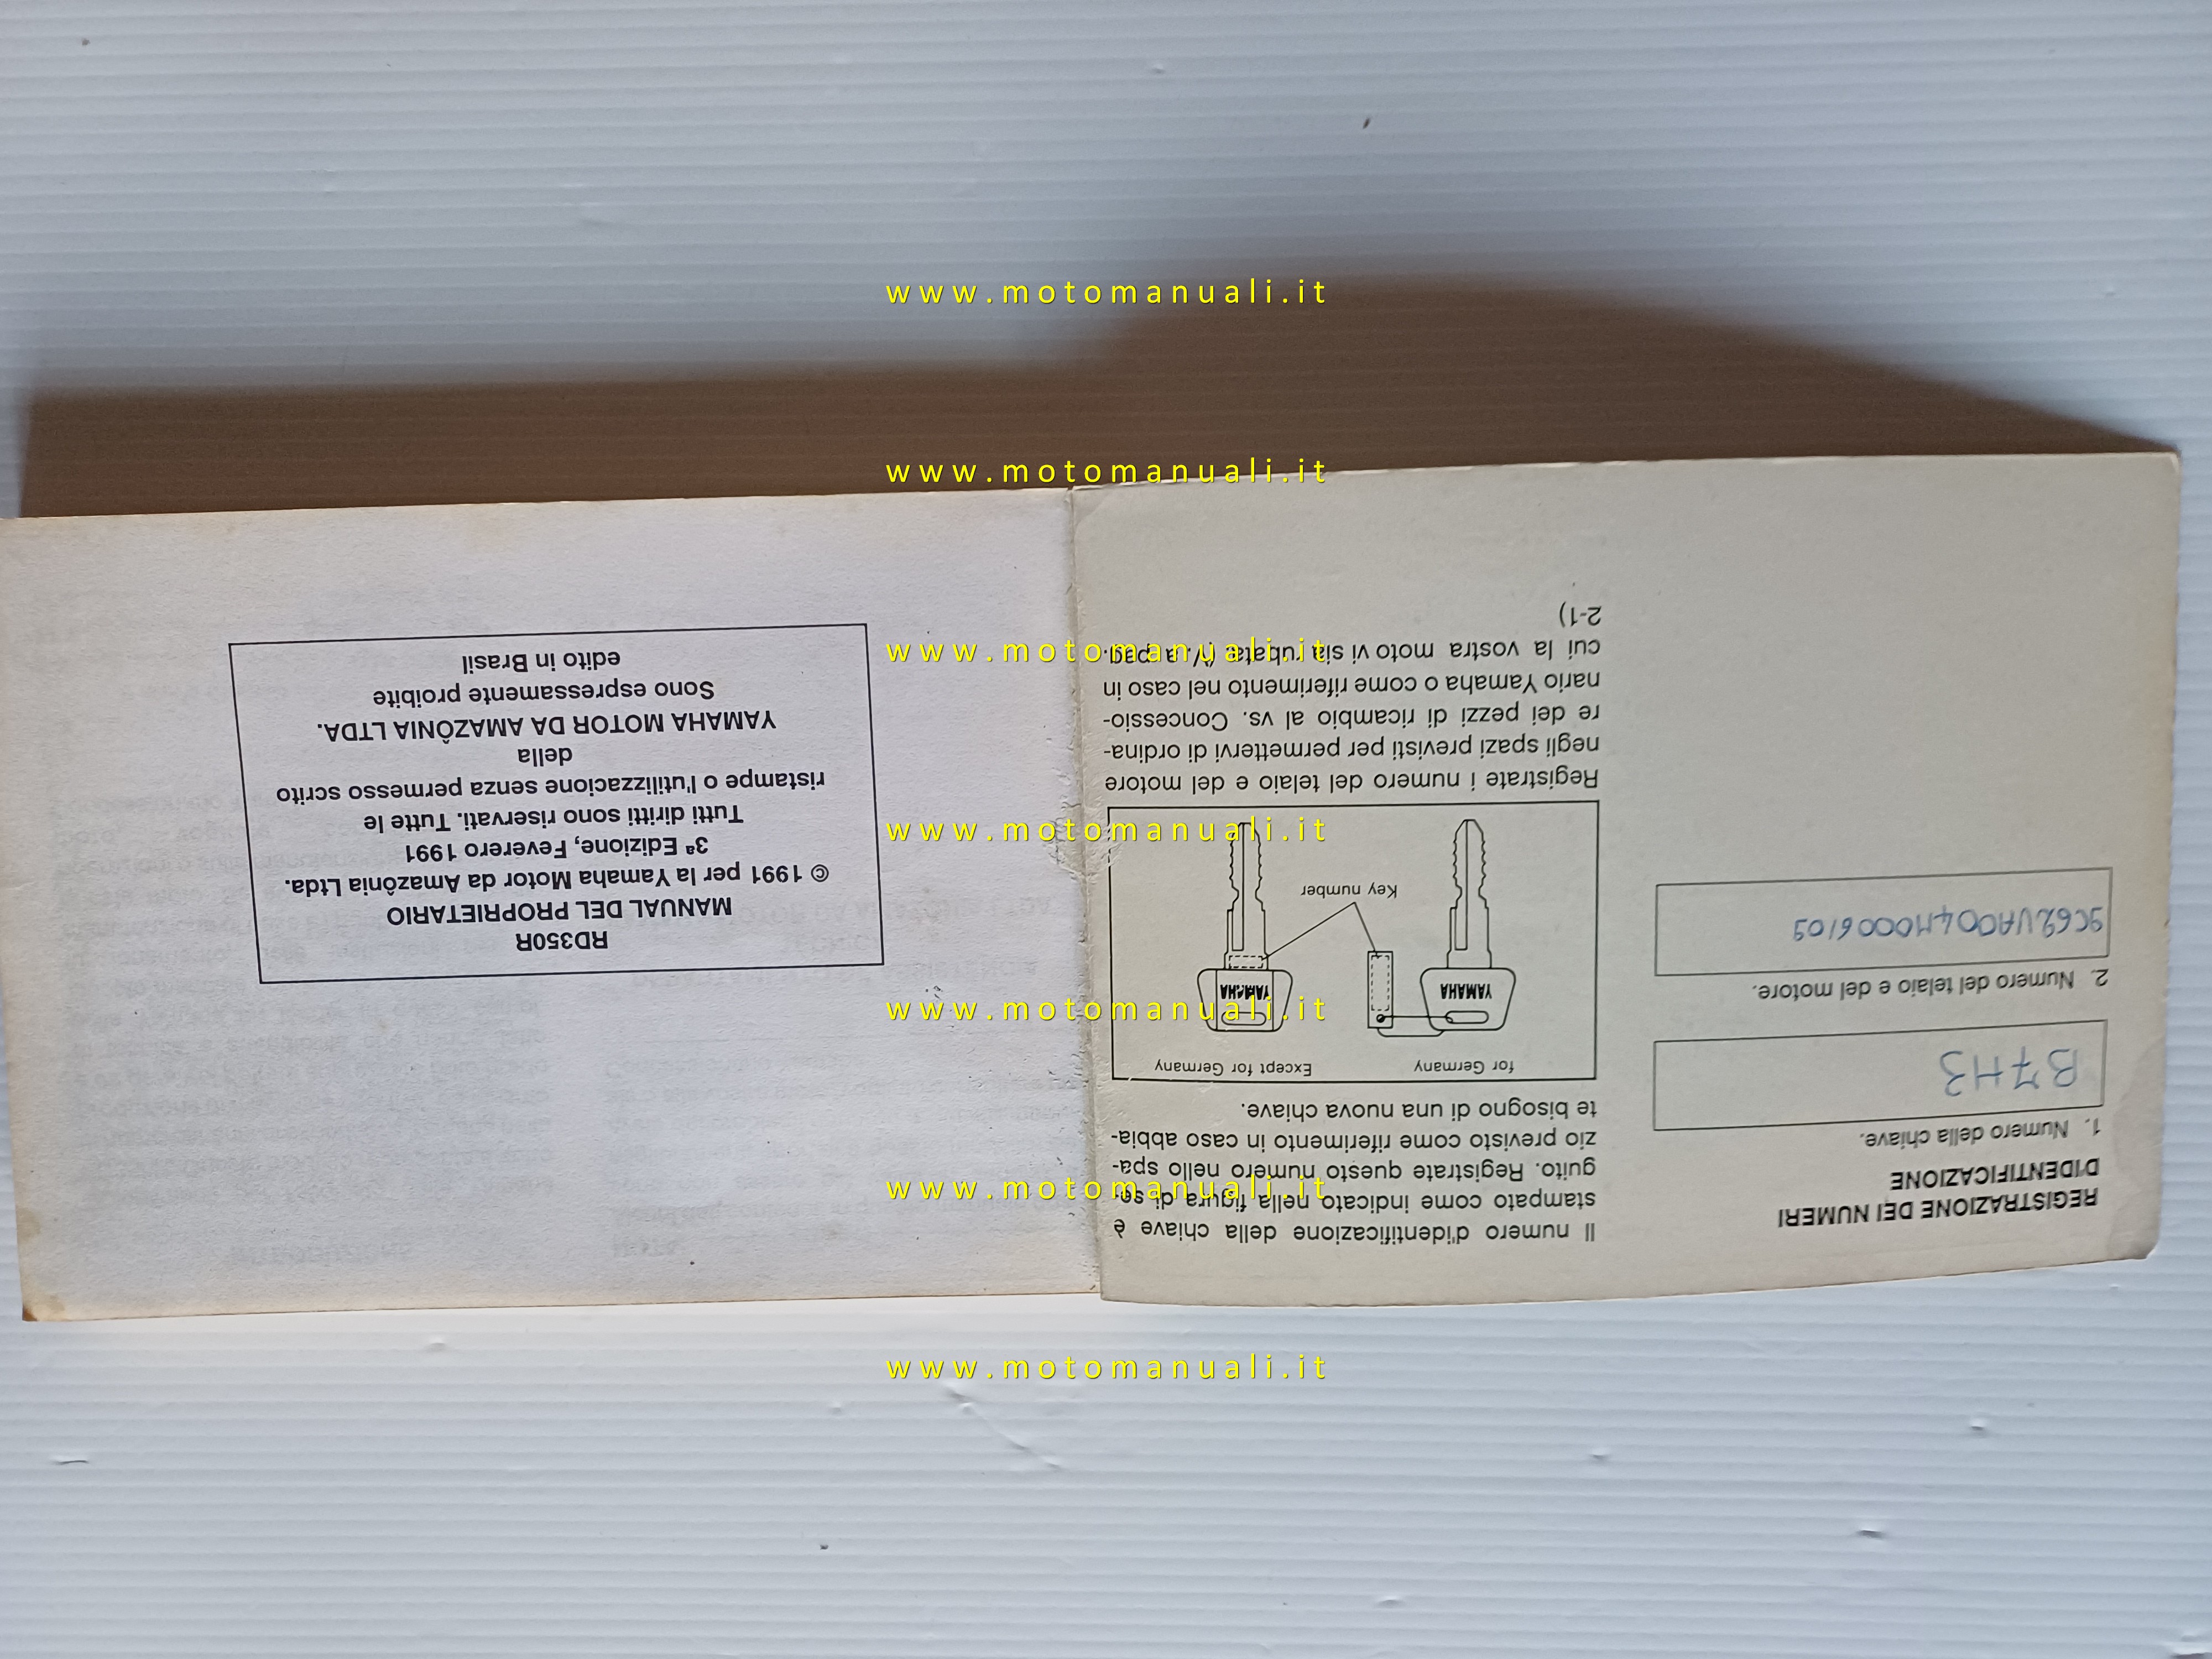 REGISTRAZIONE DEI NUMERI
D'IDENTIFICAZIONE
1. Numero della chiave.
B7H3
2. Numero del telaio e del motore.
Il numero d'identificazione della chiave è
stampato come indicato nella figura di se-
guito. Registrate questo numero nello spa-
zio previsto come riferimento in caso abbia-
te bisogno di una nuova chiave.
for Germany
Except for Germany
YAMAHA
YAMAHA
Key number
Registrate i numero del telaio e del motore
negli spazi previsti per permettervi di ordina-
re dei pezzi di ricambio al vs. Concessio-
nario Yamaha o come riferimento nel caso in
cui la vostra moto vi sia rubata. (V. a pag.
2-1)
RD350R
MANUAL DEL PROPRIETARIO
© 1991 per la Yamaha Motor da Amazônia Ltda.
3ª Edizione, Feverero 1991
Tutti diritti sono riservati. Tutte le
ristampe o l'utilizzacione senza permesso scrito
della
YAMAHA MOTOR DA AMAZÔNIA LTDA.
Sono espressamente proibite
edito in Brasil
www.motomanuali.it
www.motomanuali.it
www.motomanuali.it
www.motomanuali.it
www.motomanuali.it
www.motomanuali.it
www.motomanuali.it